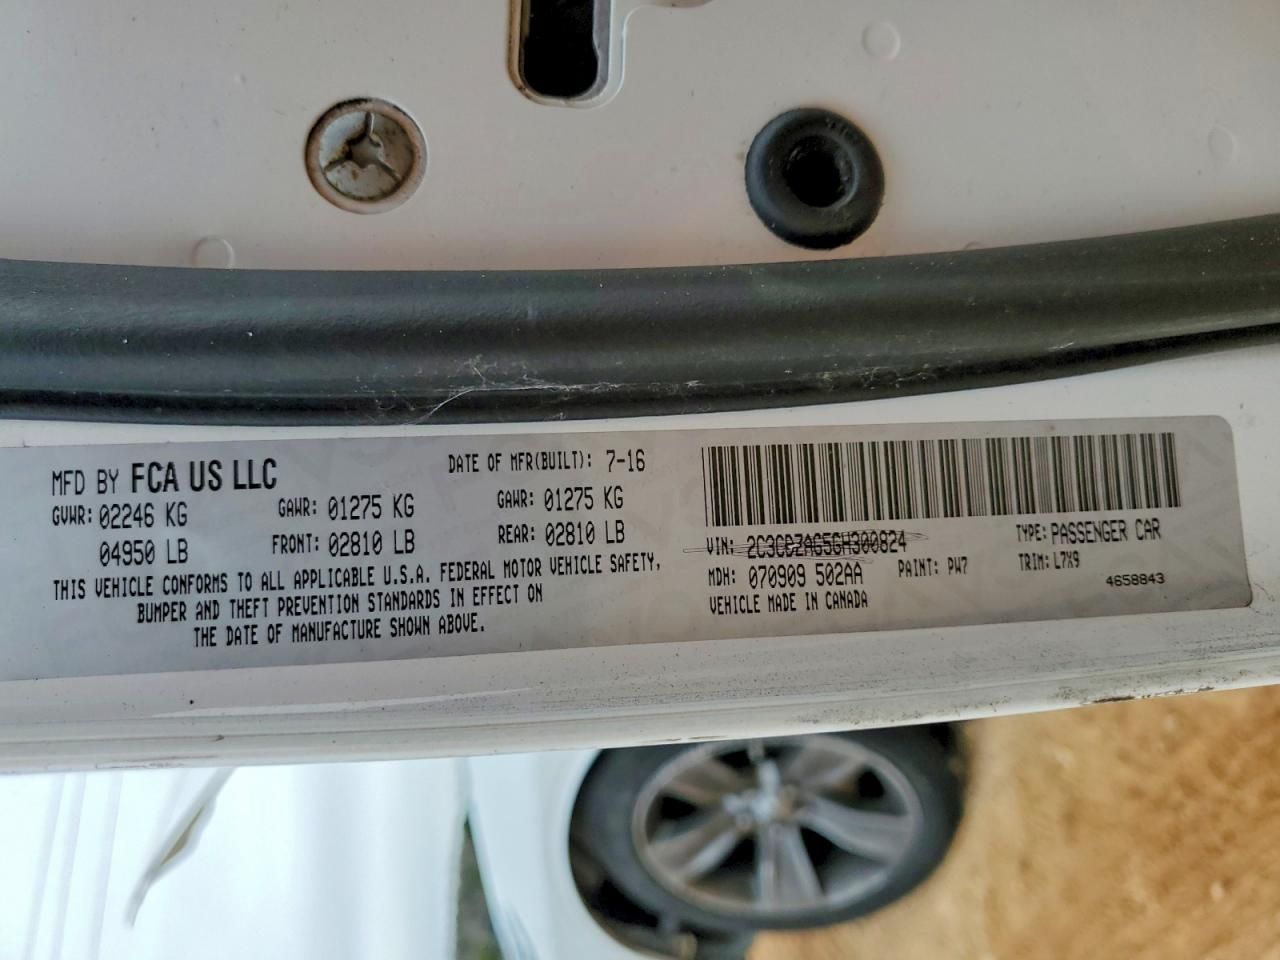 MFD BY FCA US LLC
DATE OF MFR(BUILT): 7-16
GVWR: 02246 KG GAWR: 01275 KG GAWR: 01275 KG
04950 LB FRONT: 02810 LB REAR: 02810 LB
THIS VEHICLE CONFORMS TO ALL APPLICABLE U.S.A. FEDERAL MOTOR VEHICLE SAFETY,
BUMPER AND THEFT PREVENTION STANDARDS IN EFFECT ON
THE DATE OF MANUFACTURE SHOWN ABOVE.
VIN: 2C3CDZAG5GH300824 TYPE: PASSENGER CAR
MDH: 070909 502AA PAINT: PW7 TRIM: L7X9
VEHICLE MADE IN CANADA 4658843